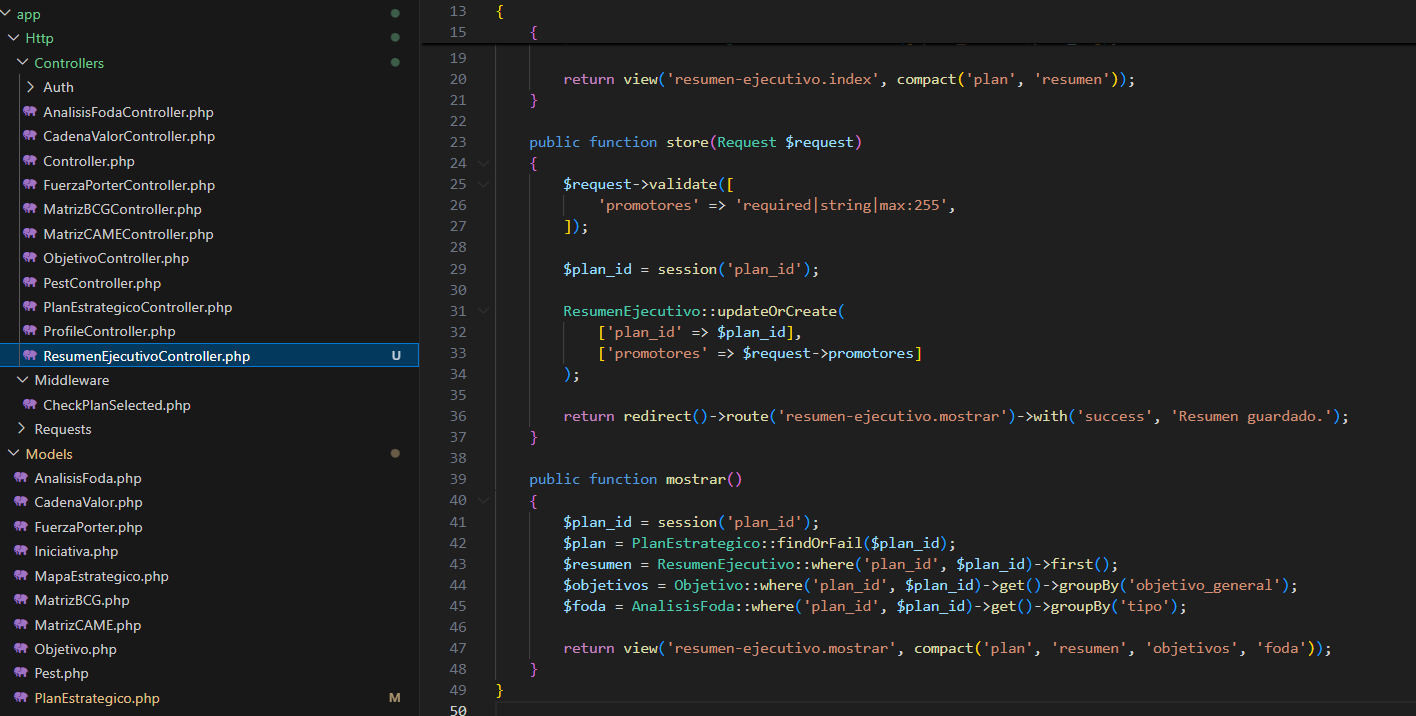 app
Http
Controllers
Auth
AnalisisFodaController.php
CadenaValorController.php
Controller.php
FuerzaPorterController.php
MatrizBCGController.php
MatrizCAMEController.php
ObjetivoController.php
PestController.php
PlanEstrategicoController.php
ProfileController.php
ResumenEjecutivoController.php U
Middleware
CheckPlanSelected.php
Requests
Models
AnalisisFoda.php
CadenaValor.php
FuerzaPorter.php
Iniciativa.php
MapaEstrategico.php
MatrizBCG.php
MatrizCAME.php
Objetivo.php
Pest.php
PlanEstrategico.php M
13 {
15 {
19
20 return view('resumen-ejecutivo.index', compact('plan', 'resumen'));
21 }
22
23 public function store(Request $request)
24 {
25 $request->validate([
26 'promotores' => 'required|string|max:255',
27 ]);
28
29 $plan_id = session('plan_id');
30
31 ResumenEjecutivo::updateOrCreate(
32 ['plan_id' => $plan_id],
33 ['promotores' => $request->promotores]
34 );
35
36 return redirect()->route('resumen-ejecutivo.mostrar')->with('success', 'Resumen guardado.');
37 }
38
39 public function mostrar()
40 {
41 $plan_id = session('plan_id');
42 $plan = PlanEstrategico::findOrFail($plan_id);
43 $resumen = ResumenEjecutivo::where('plan_id', $plan_id)->first();
44 $objetivos = Objetivo::where('plan_id', $plan_id)->get()->groupBy('objetivo_general');
45 $foda = AnalisisFoda::where('plan_id', $plan_id)->get()->groupBy('tipo');
46
47 return view('resumen-ejecutivo.mostrar', compact('plan', 'resumen', 'objetivos', 'foda'));
48 }
49 }
50